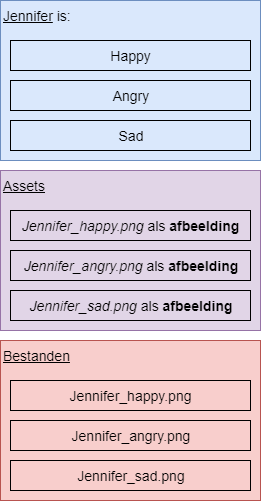 Jennifer is:
Happy
Angry
Sad
Assets
Jennifer_happy.png als afbeelding
Jennifer_angry.png als afbeelding
Jennifer_sad.png als afbeelding
Bestanden
Jennifer_happy.png
Jennifer_angry.png
Jennifer_sad.png